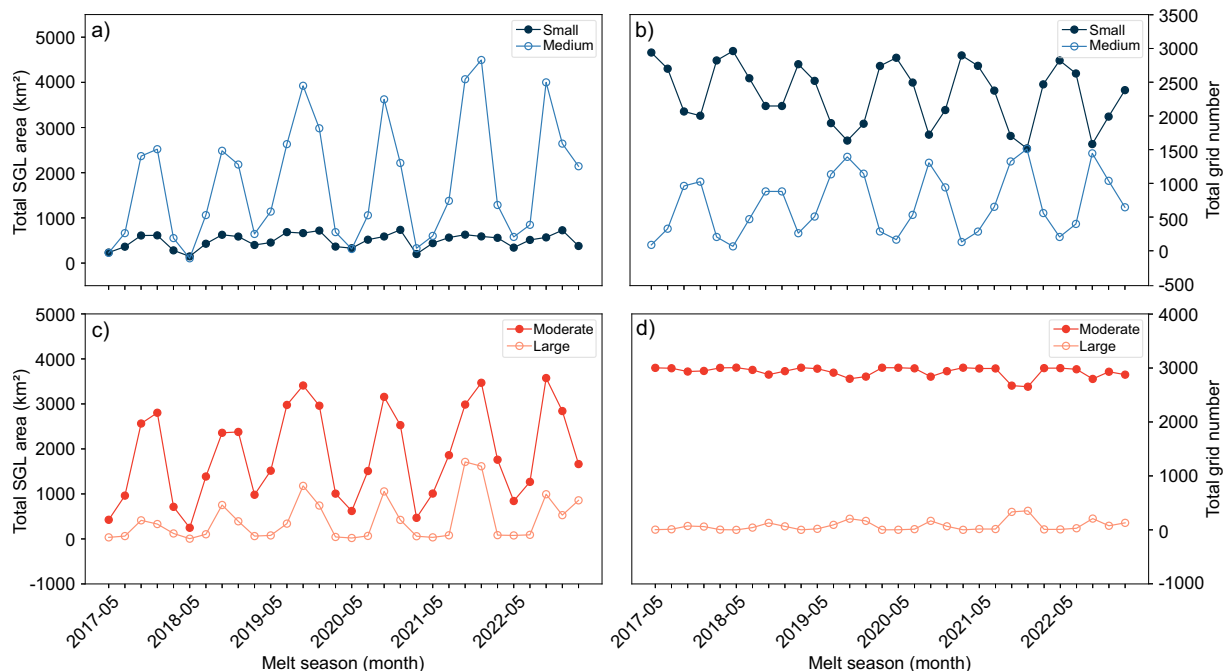 a)
Small
Medium
5000
4000
3000
2000
1000
0
Total SGL area (km²)
b)
Small
Medium
3500
3000
2500
2000
1500
1000
500
0
-500
Total grid number
c)
Moderate
Large
5000
4000
3000
2000
1000
0
-1000
Total SGL area (km²)
2017-05
2018-05
2019-05
2020-05
2021-05
2022-05
Melt season (month)
d)
Moderate
Large
4000
3000
2000
1000
0
-1000
Total grid number
2017-05
2018-05
2019-05
2020-05
2021-05
2022-05
Melt season (month)